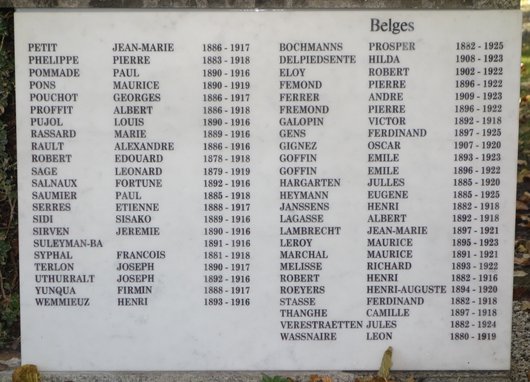 PETIT JEAN-MARIE 1886-1917
PHELIPPE PIERRE 1883-1918
POMMADE PAUL 1890-1916
PONS MAURICE 1890-1919
POUCHOT GEORGES 1886-1917
PROFFIT ALBERT 1886-1918
PUJOL LOUIS 1890-1916
RASSARD MARIE 1889-1916
RAULT ALEXANDRE 1886-1916
ROBERT EDOUARD 1878-1918
SAGE LEONARD 1879-1919
SALNAUX FORTUNE 1892-1916
SAUMIER PAUL 1885-1918
SERRES ETIENNE 1888-1917
SIDI SISAKO 1889-1916
SIRVEN JEREMIE 1890-1916
SULEYMAN-BA 1891-1916
SYPHAL FRANCOIS 1881-1918
TERLON JOSEPH 1890-1917
UTHURRALT JOSEPH 1892-1916
YUNQUA FIRMIN 1888-1917
WEMMIEUZ HENRI 1893-1916
Belges
BOCHMANNS PROSPER 1882-1925
DELPIEDSENTE HILDA 1908-1923
ELOY ROBERT 1902-1922
FEMOND PIERRE 1896-1922
FERRER ANDRE 1909-1923
FREMOND PIERRE 1896-1922
GALOPIN VICTOR 1892-1918
GENS FERDINAND 1897-1925
GIGNEZ OSCAR 1907-1920
GOFFIN EMILE 1893-1923
GOFFIN EMILE 1896-1922
HARGARTEN JULLES 1885-1920
HEYMANN EUGENE 1885-1925
JANSSENS HENRI 1882-1918
LAGASSE ALBERT 1892-1918
LAMBRECHT JEAN-MARIE 1897-1921
LEROY MAURICE 1895-1923
MARCHAL MAURICE 1891-1921
MELISSE RICHARD 1893-1922
ROBERT HENRI 1882-1916
ROEYERS HENRI-AUGUSTE 1894-1920
STASSE FERDINAND 1882-1918
THANGHE CAMILLE 1897-1918
VERESTRAETTEN JULES 1882-1924
WASSNAIRE LEON 1880-1919